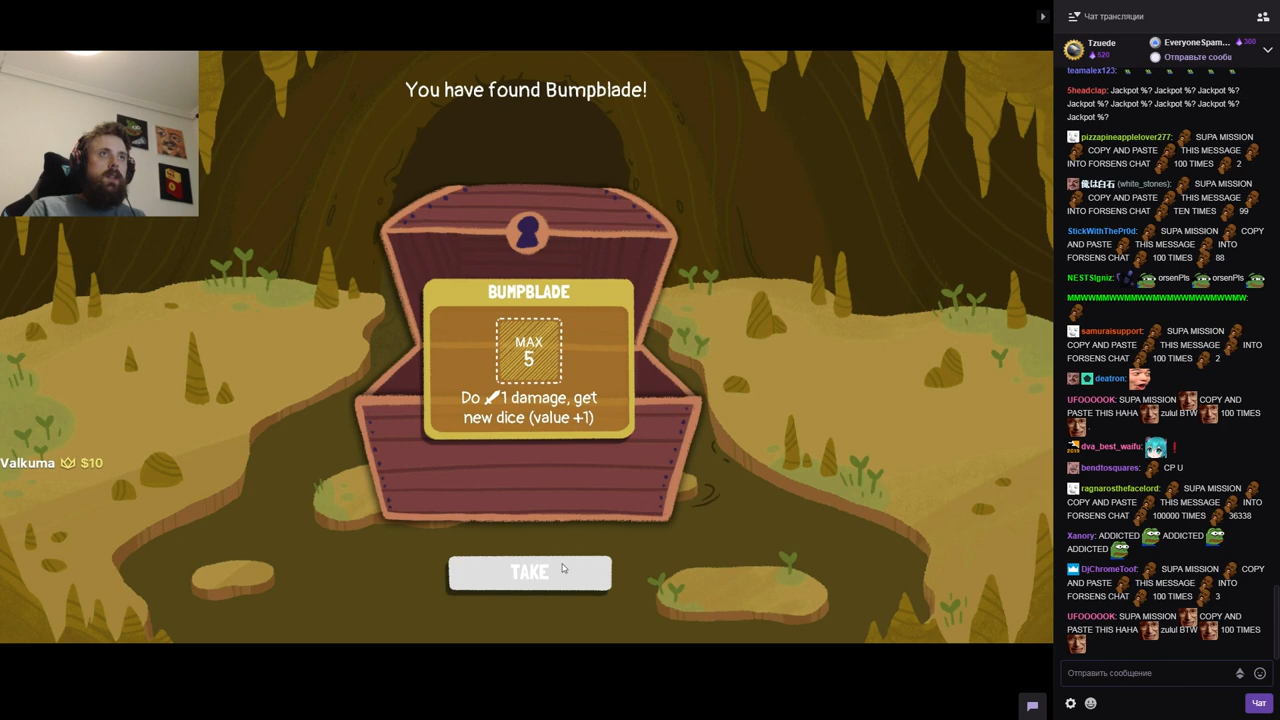 You have found Bumpblade!
BUMPBLADE
MAX
5
Do 1 damage, get
new dice (value +1)
TAKE
Valkuma $10
Чат трансляции
Tzuede
520
EveryoneSpam... 300
Отправьте сообщ
teamalex123:
5headclap: Jackpot %? Jackpot %? Jackpot %?
Jackpot %? Jackpot %? Jackpot %? Jackpot %?
Jackpot %?
pizzapineapplelover277: SUPA MISSION
COPY AND PASTE THIS MESSAGE
INTO FORSENS CHAT 100 TIMES 2
俺は白石 (white_stones): SUPA MISSION
COPY AND PASTE THIS MESSAGE
INTO FORSENS CHAT TEN TIMES 99
StickWithThePr0d: SUPA MISSION COPY
AND PASTE THIS MESSAGE INTO
FORSENS CHAT 100 TIMES 88
NESTSIgniz: orsenPls orsenPls
samuraisupport: SUPA MISSION
COPY AND PASTE THIS MESSAGE INTO
FORSENS CHAT 100 TIMES 2
deatron:
UFOOOOOK: SUPA MISSION COPY AND
PASTE THIS HAHA zulul BTW 100 TIMES
dva_best_waifu:
bendtosquares: CP U
ragnarosthefacelord: SUPA MISSION
COPY AND PASTE THIS MESSAGE INTO
FORSENS CHAT 100000 TIMES 36338
Xanory: ADDICTED ADDICTED
ADDICTED
DjChromeToof: SUPA MISSION COPY
AND PASTE THIS MESSAGE INTO
FORSENS CHAT 100 TIMES 3
UFOOOOOK: SUPA MISSION COPY AND
PASTE THIS HAHA zulul BTW 100 TIMES
Отправить сообщение
Чат